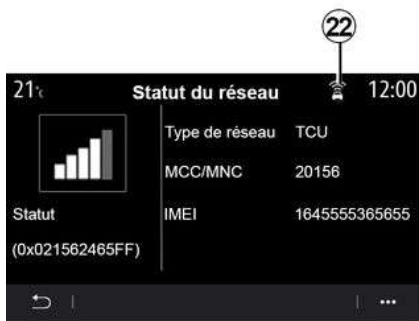 22
21°c Statut du réseau 12:00
Type de réseau TCU
MCC/MNC 20156
Statut IMEI 1645555365655
(0x021562465FF)